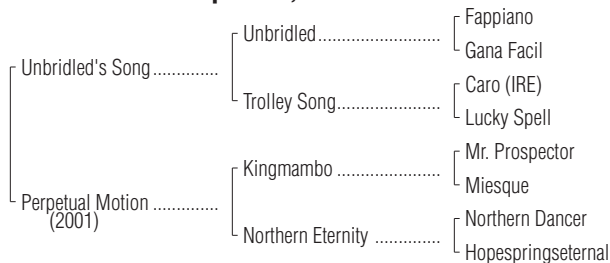 Fappiano
Unbridled
Gana Facil
Unbridled's Song
Caro (IRE)
Trolley Song
Lucky Spell
Mr. Prospector
Kingmambo
Miesque
Perpetual Motion
(2001)
Northern Dancer
Northern Eternity
Hopespringseternal